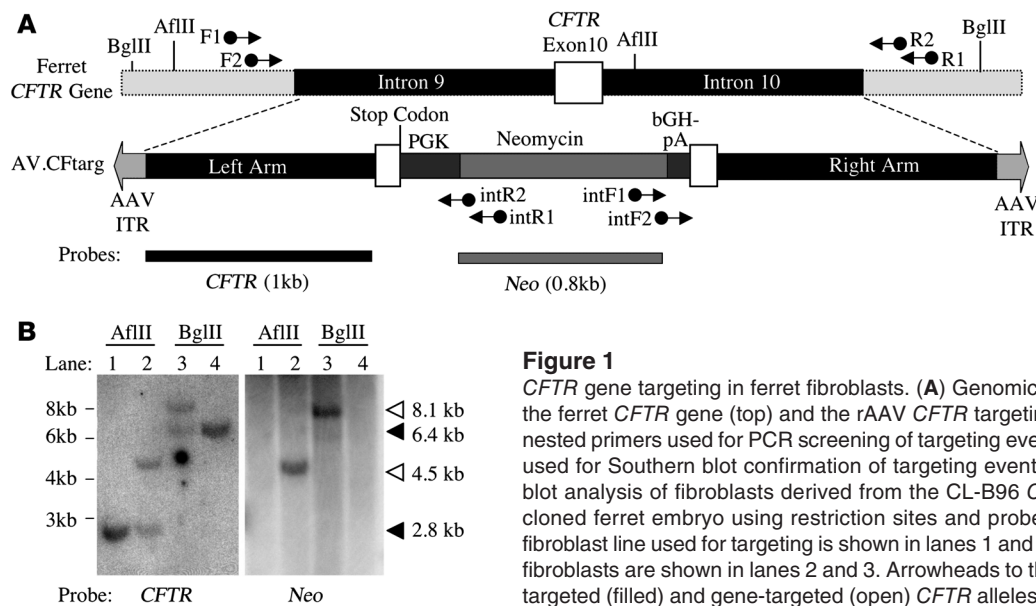 A
BglII
AflII
F1
F2
CFTR
Exon10
AflII
BglII
R2
R1
Ferret
CFTR Gene
Intron 9
Intron 10
Stop Codon
PGK
Neomycin
bGH-
pA
AV.CFtarg
Left Arm
Right Arm
AAV
ITR
intR2
intR1
intF1
intF2
AAV
ITR
Probes:
CFTR (1kb)
Neo (0.8kb)
B
AflII BglII AflII BglII
Lane: 1 2 3 4 1 2 3 4
8kb
6kb
4kb
3kb
8.1 kb
6.4 kb
4.5 kb
2.8 kb
Probe: CFTR Neo
Figure 1
CFTR gene targeting in ferret fibroblasts. (A) Genomic
the ferret CFTR gene (top) and the rAAV CFTR targetin
nested primers used for PCR screening of targeting eve
used for Southern blot confirmation of targeting event
blot analysis of fibroblasts derived from the CL-B96 C
cloned ferret embryo using restriction sites and probe
fibroblast line used for targeting is shown in lanes 1 and
fibroblasts are shown in lanes 2 and 3. Arrowheads to th
targeted (filled) and gene-targeted (open) CFTR alleles